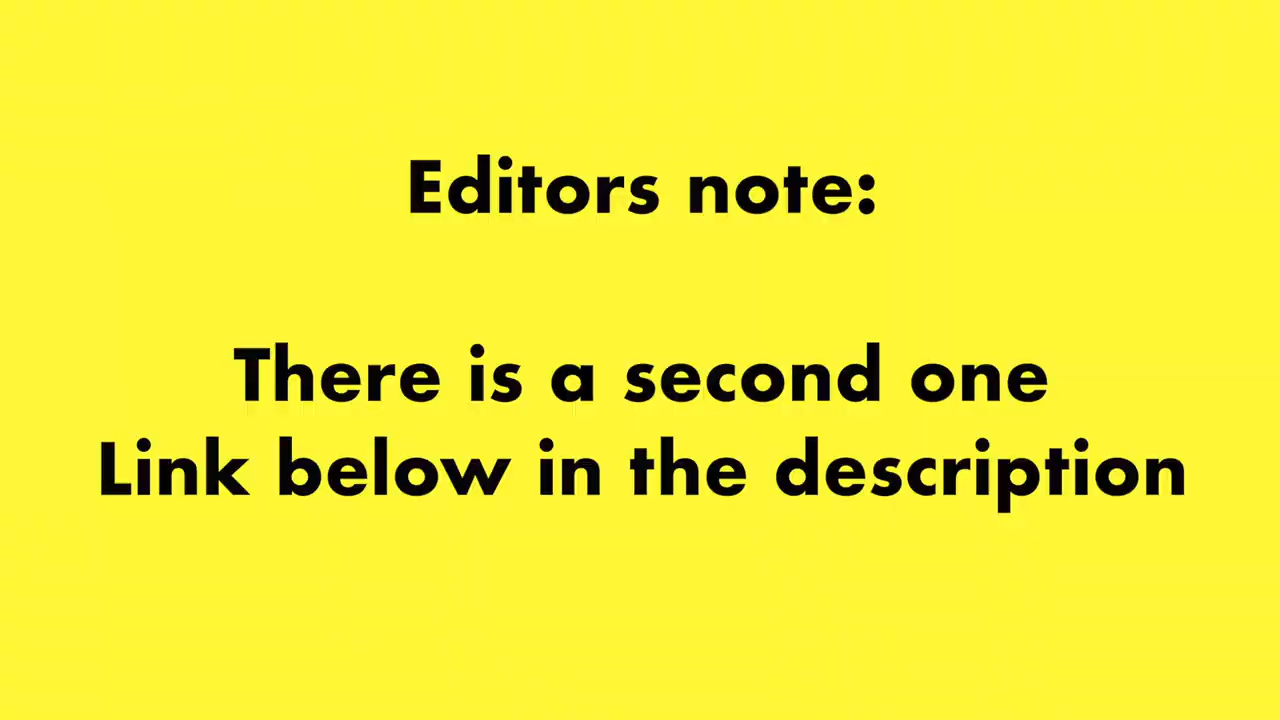 Editors note:
There is a second one
Link below in the description